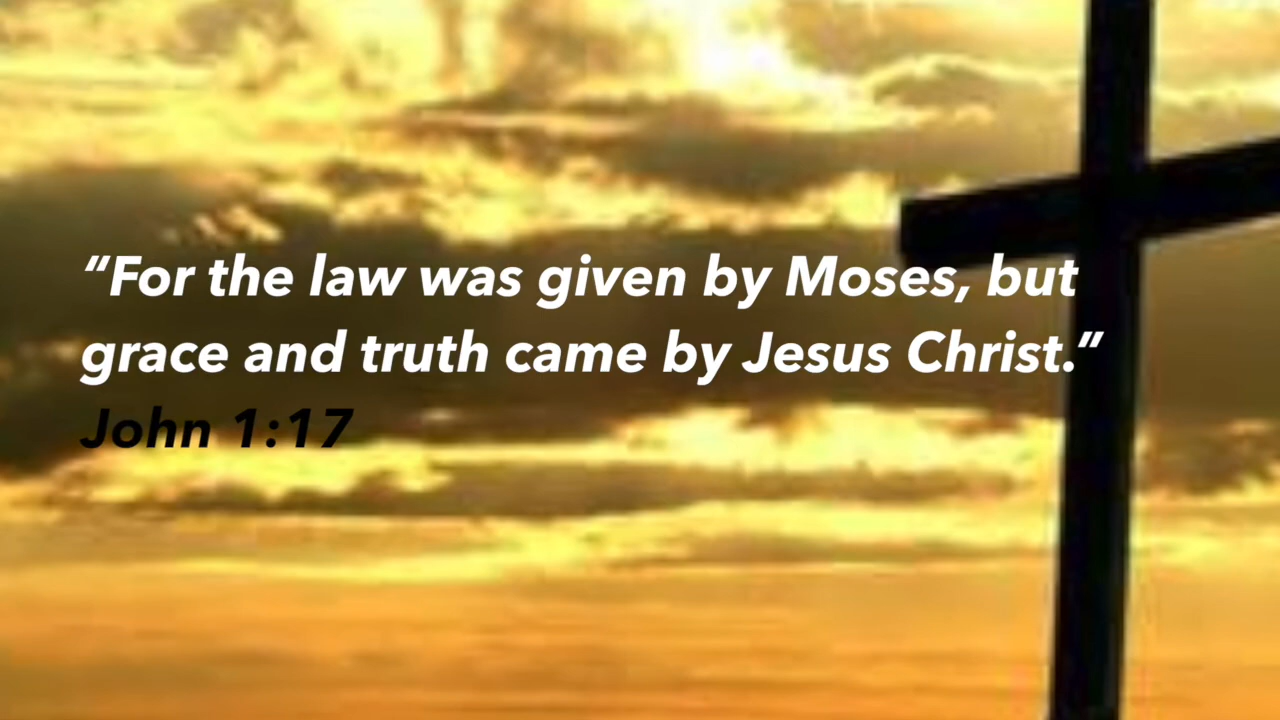 “For the law was given by Moses, but
grace and truth came by Jesus Christ.”
John 1:17